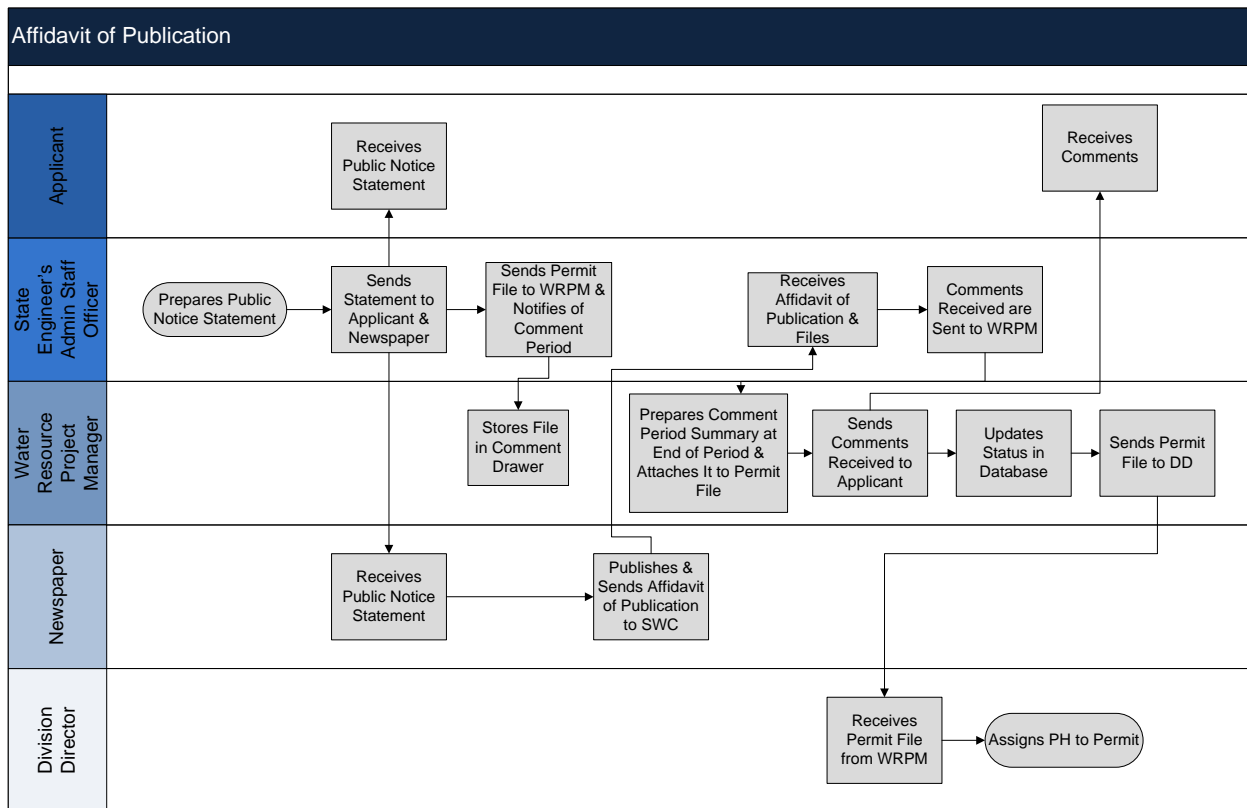 Affidavit of Publication
Applicant
Receives
Public Notice
Statement
Receives
Comments
State
Engineer's
Admin Staff
Officer
Prepares Public
Notice Statement
Sends
Statement to
Applicant &
Newspaper
Sends Permit
File to WRPM &
Notifies of
Comment
Period
Receives
Affidavit of
Publication &
Files
Comments
Received are
Sent to WRPM
Water
Resource
Project
Manager
Stores File
in Comment
Drawer
Prepares Comment
Period Summary at
End of Period &
Attaches It to Permit
File
Sends
Comments
Received to
Applicant
Updates
Status in
Database
Sends Permit
File to DD
Newspaper
Receives
Public Notice
Statement
Publishes &
Sends Affidavit
of Publication
to SWC
Division
Director
Receives
Permit File
from WRPM
Assigns PH to Permit